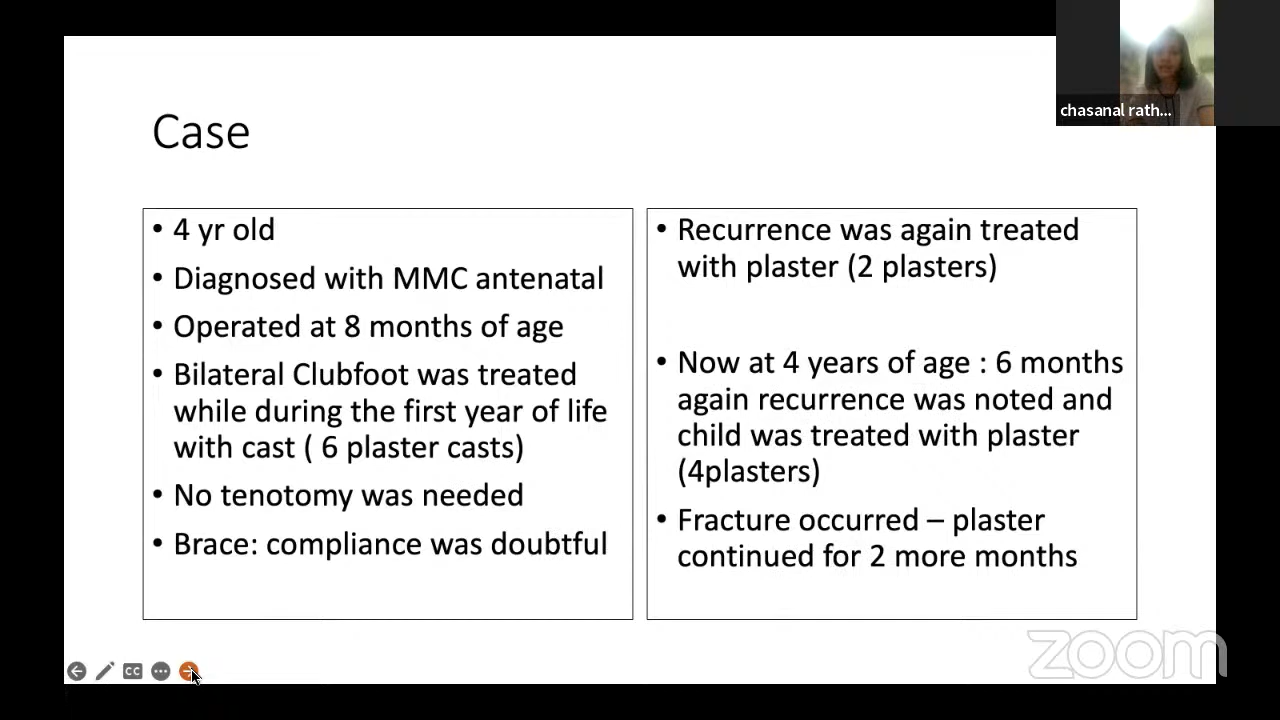 chasanal rath...
Case
• 4 yr old
• Diagnosed with MMC antenatal
• Operated at 8 months of age
• Bilateral Clubfoot was treated
while during the first year of life
with cast ( 6 plaster casts)
• No tenotomy was needed
• Brace: compliance was doubtful
• Recurrence was again treated
with plaster (2 plasters)
• Now at 4 years of age : 6 months
again recurrence was noted and
child was treated with plaster
(4plasters)
• Fracture occurred – plaster
continued for 2 more months
CC
zoom